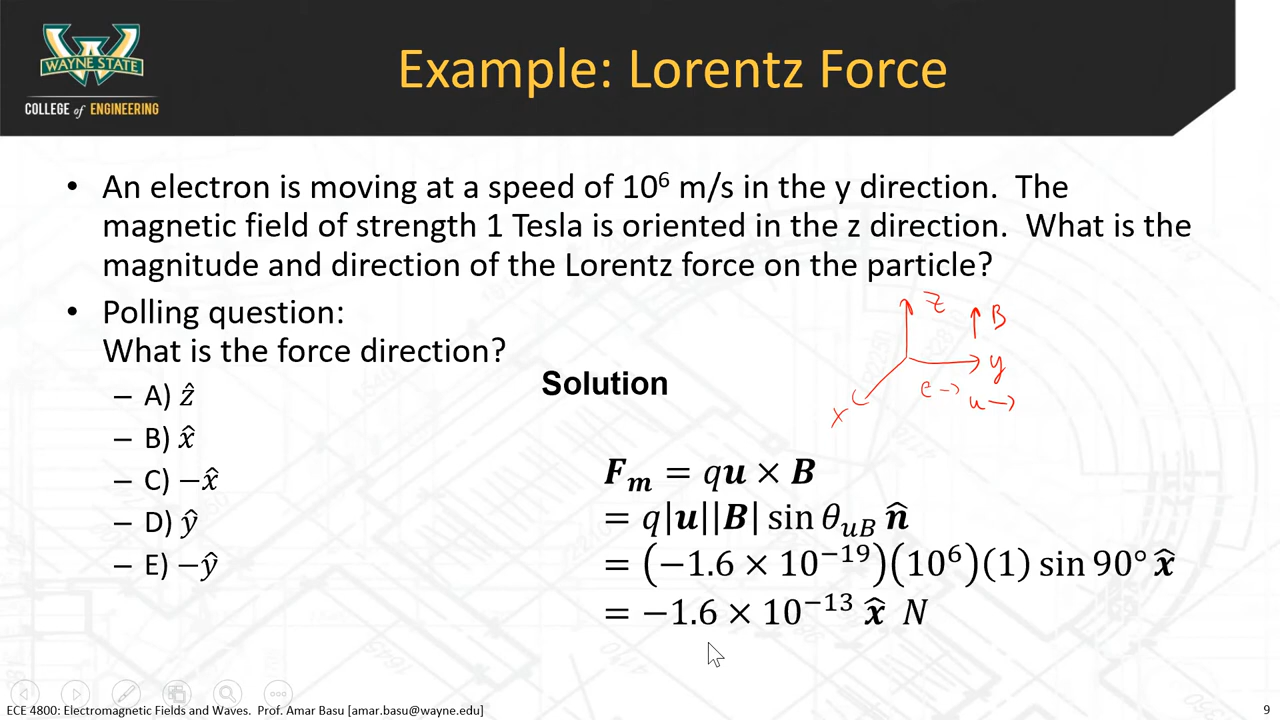 WAYNE STATE
COLLEGE of ENGINEERING
Example: Lorentz Force
• An electron is moving at a speed of 10⁶ m/s in the y direction. The
magnetic field of strength 1 Tesla is oriented in the z direction. What is the
magnitude and direction of the Lorentz force on the particle?
• Polling question:
What is the force direction?
– A) ẑ
– B) x̂
– C) −x̂
– D) ŷ
– E) −ŷ
Z
B
y
e →
u →
x
Solution
𝑭ₘ = q𝒖 × 𝑩
= q|𝒖||𝑩| sin θ_{uB} n̂
= (−1.6 × 10⁻¹⁹)(10⁶)(1) sin 90° x̂
= −1.6 × 10⁻¹³ x̂ N
ECE 4800: Electromagnetic Fields and Waves. Prof. Amar Basu [amar.basu@wayne.edu]
9